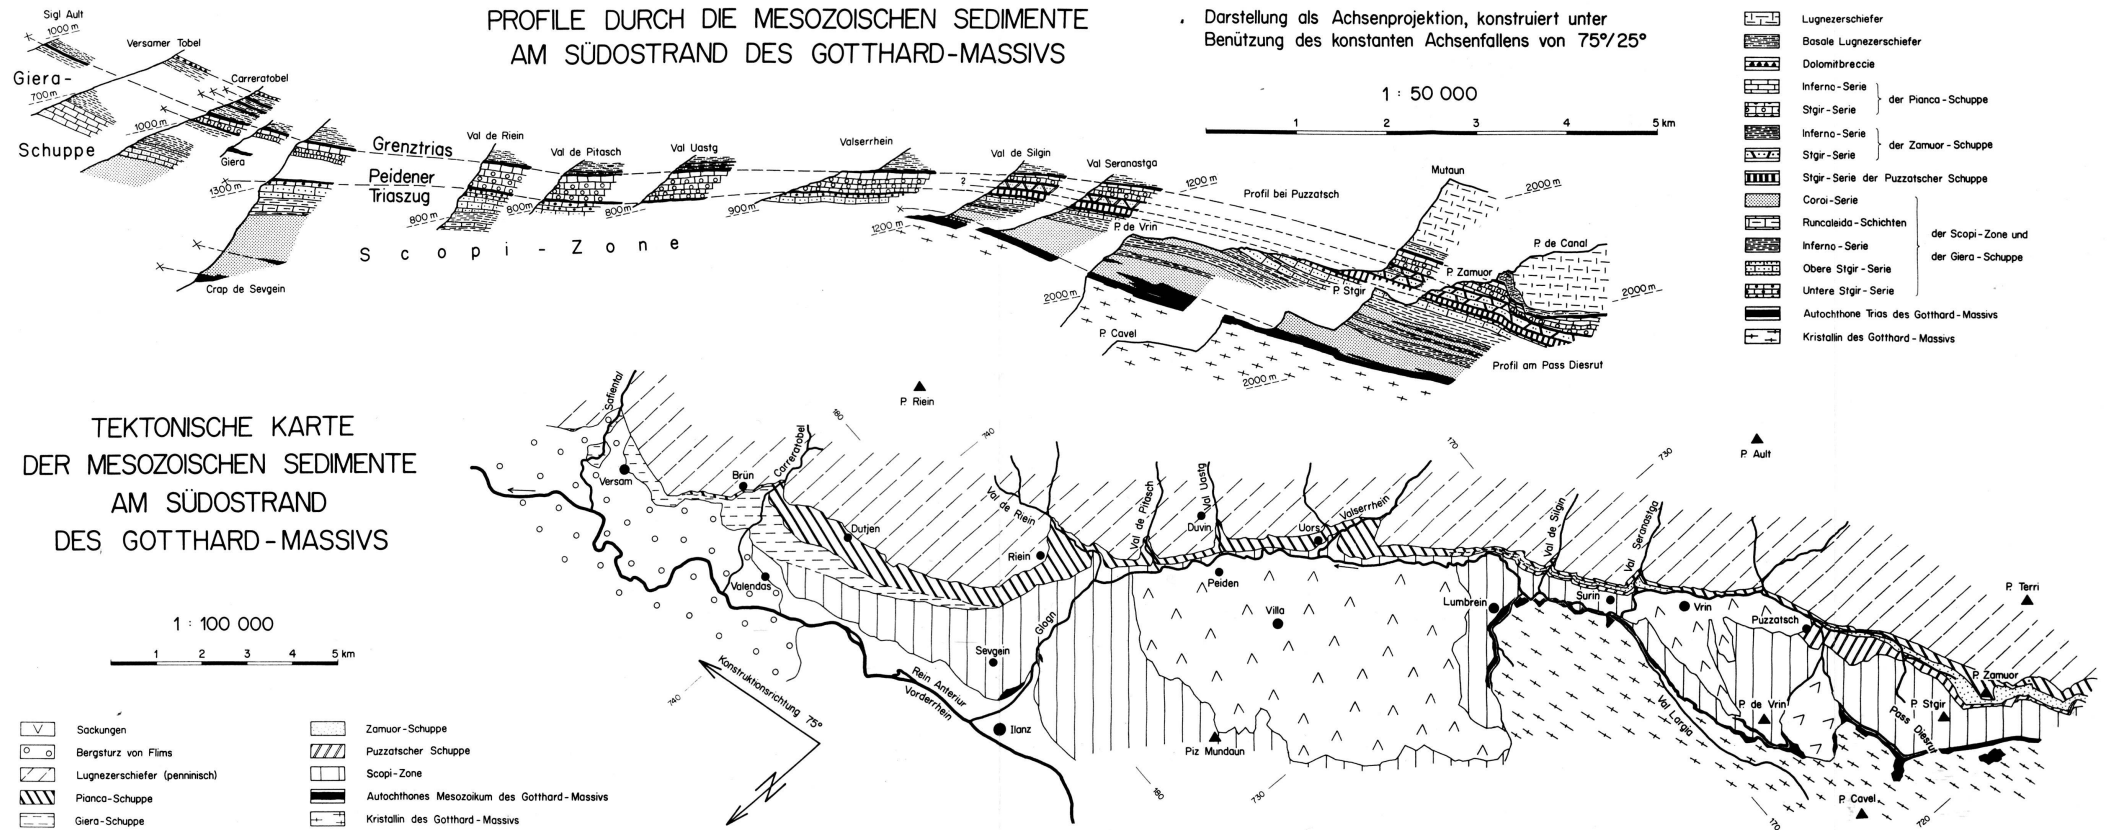 PROFILE DURCH DIE MESOZOISCHEN SEDIMENTE
AM SÜDOSTRAND DES GOTTHARD-MASSIVS
Darstellung als Achsenprojektion, konstruiert unter
Benützung des konstanten Achsenfallens von 75°/25°
1 : 50 000
1 2 3 4 5 km
Sigl Ault
1000 m
Versamer Tobel
Carreratobel
Giera-
700 m
Schuppe
1000 m
Giera
1300 m
Grenztrias
Peidener
Triaszug
Val de Riein
800 m
Val de Pitasch
800 m
Val Uastg
800 m
Valserrhein
900 m
Val de Silgin
2
1200 m
Val Seranastga
1200 m
Profil bei Puzzatsch
Mutaun
2000 m
P. de Vrin
2000 m
P. de Canal
P. Zamuor
P. Stgir
2000 m
P. Cavel
2000 m
Profil am Pass Diesrut
Scopi-Zone
Crap de Sevgein
Lugnezerschiefer
Basale Lugnezerschiefer
Dolomitbreccie
Inferno-Serie
Stgir-Serie
der Pianca-Schuppe
Inferno-Serie
Stgir-Serie
der Zamuor-Schuppe
Stgir-Serie der Puzzatscher Schuppe
Coroi-Serie
Runcaleida-Schichten
Inferno-Serie
Obere Stgir-Serie
Untere Stgir-Serie
der Scopi-Zone und
der Giera-Schuppe
Autochthone Trias des Gotthard-Massivs
Kristallin des Gotthard-Massivs
TEKTONISCHE KARTE
DER MESOZOISCHEN SEDIMENTE
AM SÜDOSTRAND
DES GOTTHARD-MASSIVS
1 : 100 000
1 2 3 4 5 km
Sackungen
Bergsturz von Flims
Lugnezerschiefer (penninisch)
Pianca-Schuppe
Giera-Schuppe
Zamuor-Schuppe
Puzzatscher Schuppe
Scopi-Zone
Autochthones Mesozoikum des Gotthard-Massivs
Kristallin des Gotthard-Massivs
Safiental
Versam
Brün
Carreratobel
P. Riein
180
740
Dutjen
Valendas
Val de Riein
Riein
Val de Pitasch
Val Uastg
Duvin
Uors
Valserrhein
Peiden
Villa
Glogn
Sevgein
Rein Anteriur
Vorderrhein
Ilanz
Konstruktionsrichtung 75°
740
Piz Mundaun
180
730
170
730
P. Ault
Val de Silgin
Val Seranastga
Lumbrein
Surin
Vrin
Puzzatsch
P. Terri
P. Zamuor
P. Stgir
Pass Diesrut
P. de Vrin
Val Largia
P. Cavel
170
720